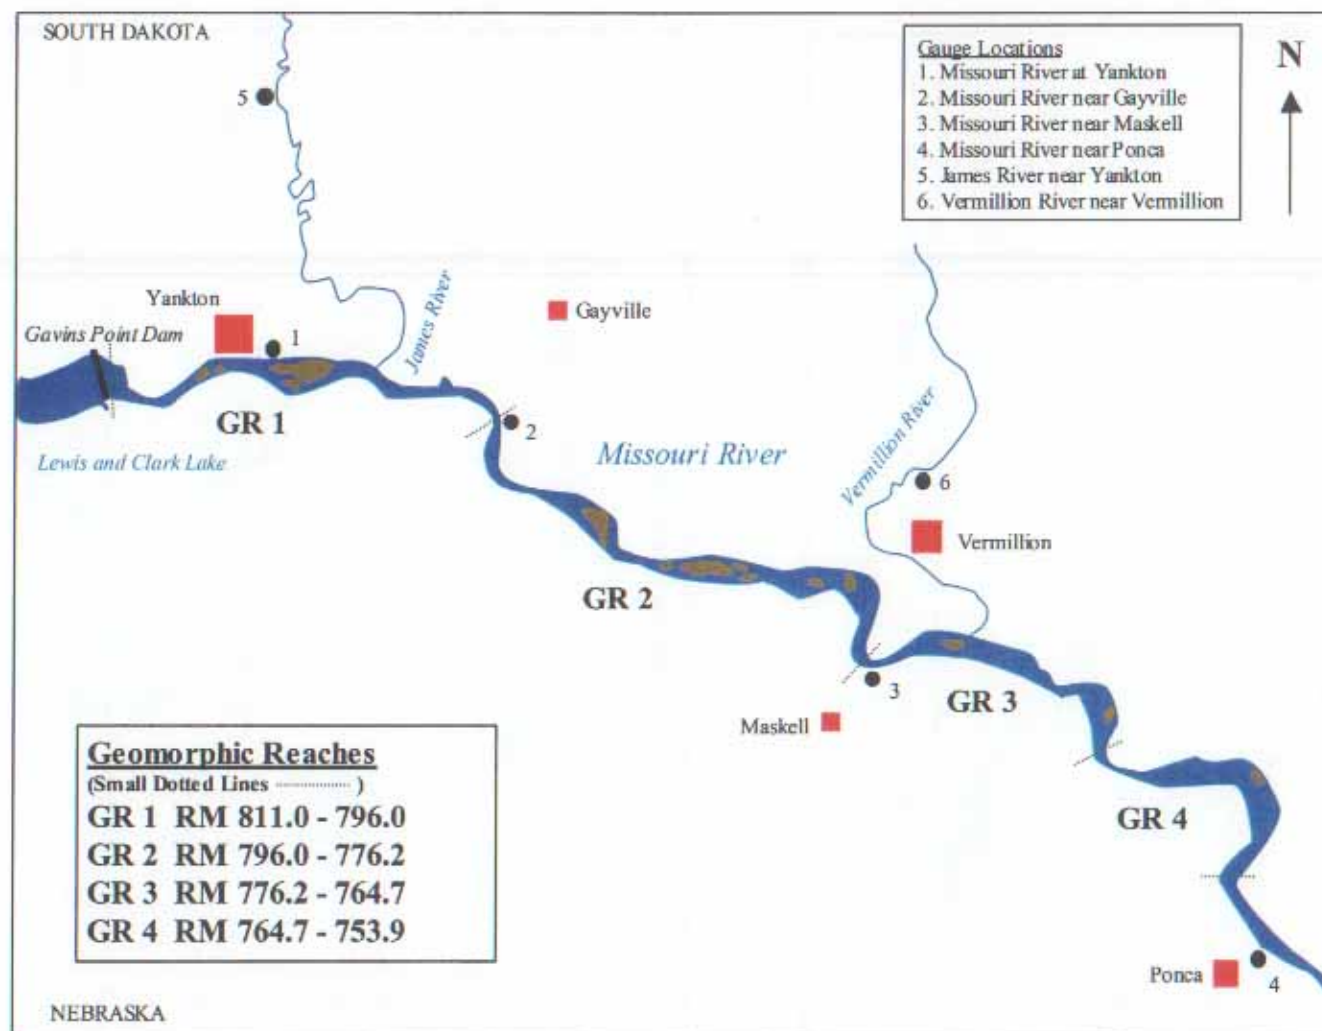 SOUTH DAKOTA
Gauge Locations
1. Missouri River at Yankton
2. Missouri River near Gayville
3. Missouri River near Maskell
4. Missouri River near Ponca
5. James River near Yankton
6. Vermillion River near Vermillion
N
5
Yankton
James River
Gayville
Gavins Point Dam
1
GR 1
2
Lewis and Clark Lake
Missouri River
Vermillion River
6
Vermillion
GR 2
3
GR 3
Maskell
GR 4
Geomorphic Reaches
(Small Dotted Lines ............... )
GR 1 RM 811.0 - 796.0
GR 2 RM 796.0 - 776.2
GR 3 RM 776.2 - 764.7
GR 4 RM 764.7 - 753.9
Ponca
4
NEBRASKA